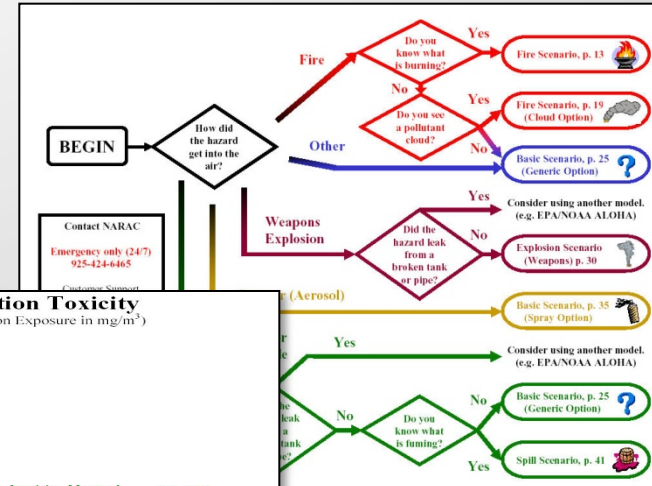 Do you
know what
is burning?
Yes
Fire Scenario, p. 13
Fire
No
Do you see
a pollutant
cloud?
Yes
Fire Scenario, p. 19
(Cloud Option)
No
BEGIN
How did
the hazard
get into the
air?
Other
Basic Scenario, p. 25
(Generic Option)
Contact NARAC
Emergency only (24/7)
925-424-6465
Customer Support
Weapons
Explosion
Did the
hazard leak
from a
broken tank
or pipe?
Yes
Consider using another model.
(e.g. EPA/NOAA ALOHA)
No
Explosion Scenario
(Weapons) p. 30
(Aerosol)
Basic Scenario, p. 35
(Spray Option)
tion Toxicity
on Exposure in mg/m³)
Yes
Consider using another model.
(e.g. EPA/NOAA ALOHA)
leak
a
tank
No
Do you
know what
is fuming?
No
Basic Scenario, p. 25
(Generic Option)
Yes
Spill Scenario, p. 41